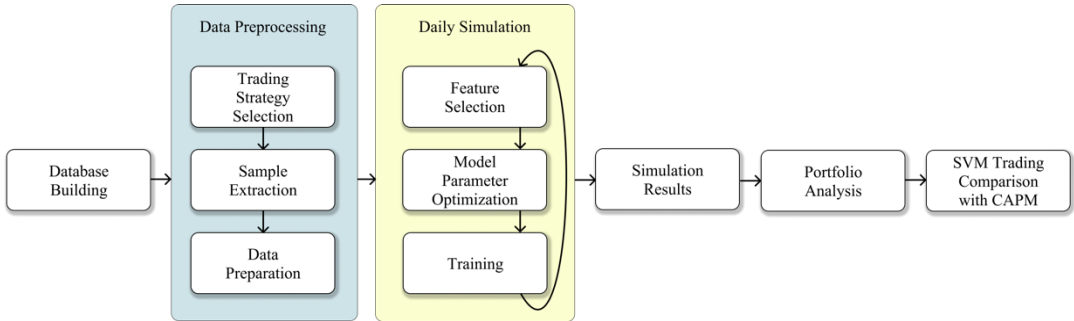 Database
Building
Data Preprocessing
Trading
Strategy
Selection
Sample
Extraction
Data
Preparation
Daily Simulation
Feature
Selection
Model
Parameter
Optimization
Training
Simulation
Results
Portfolio
Analysis
SVM Trading
Comparison
with CAPM